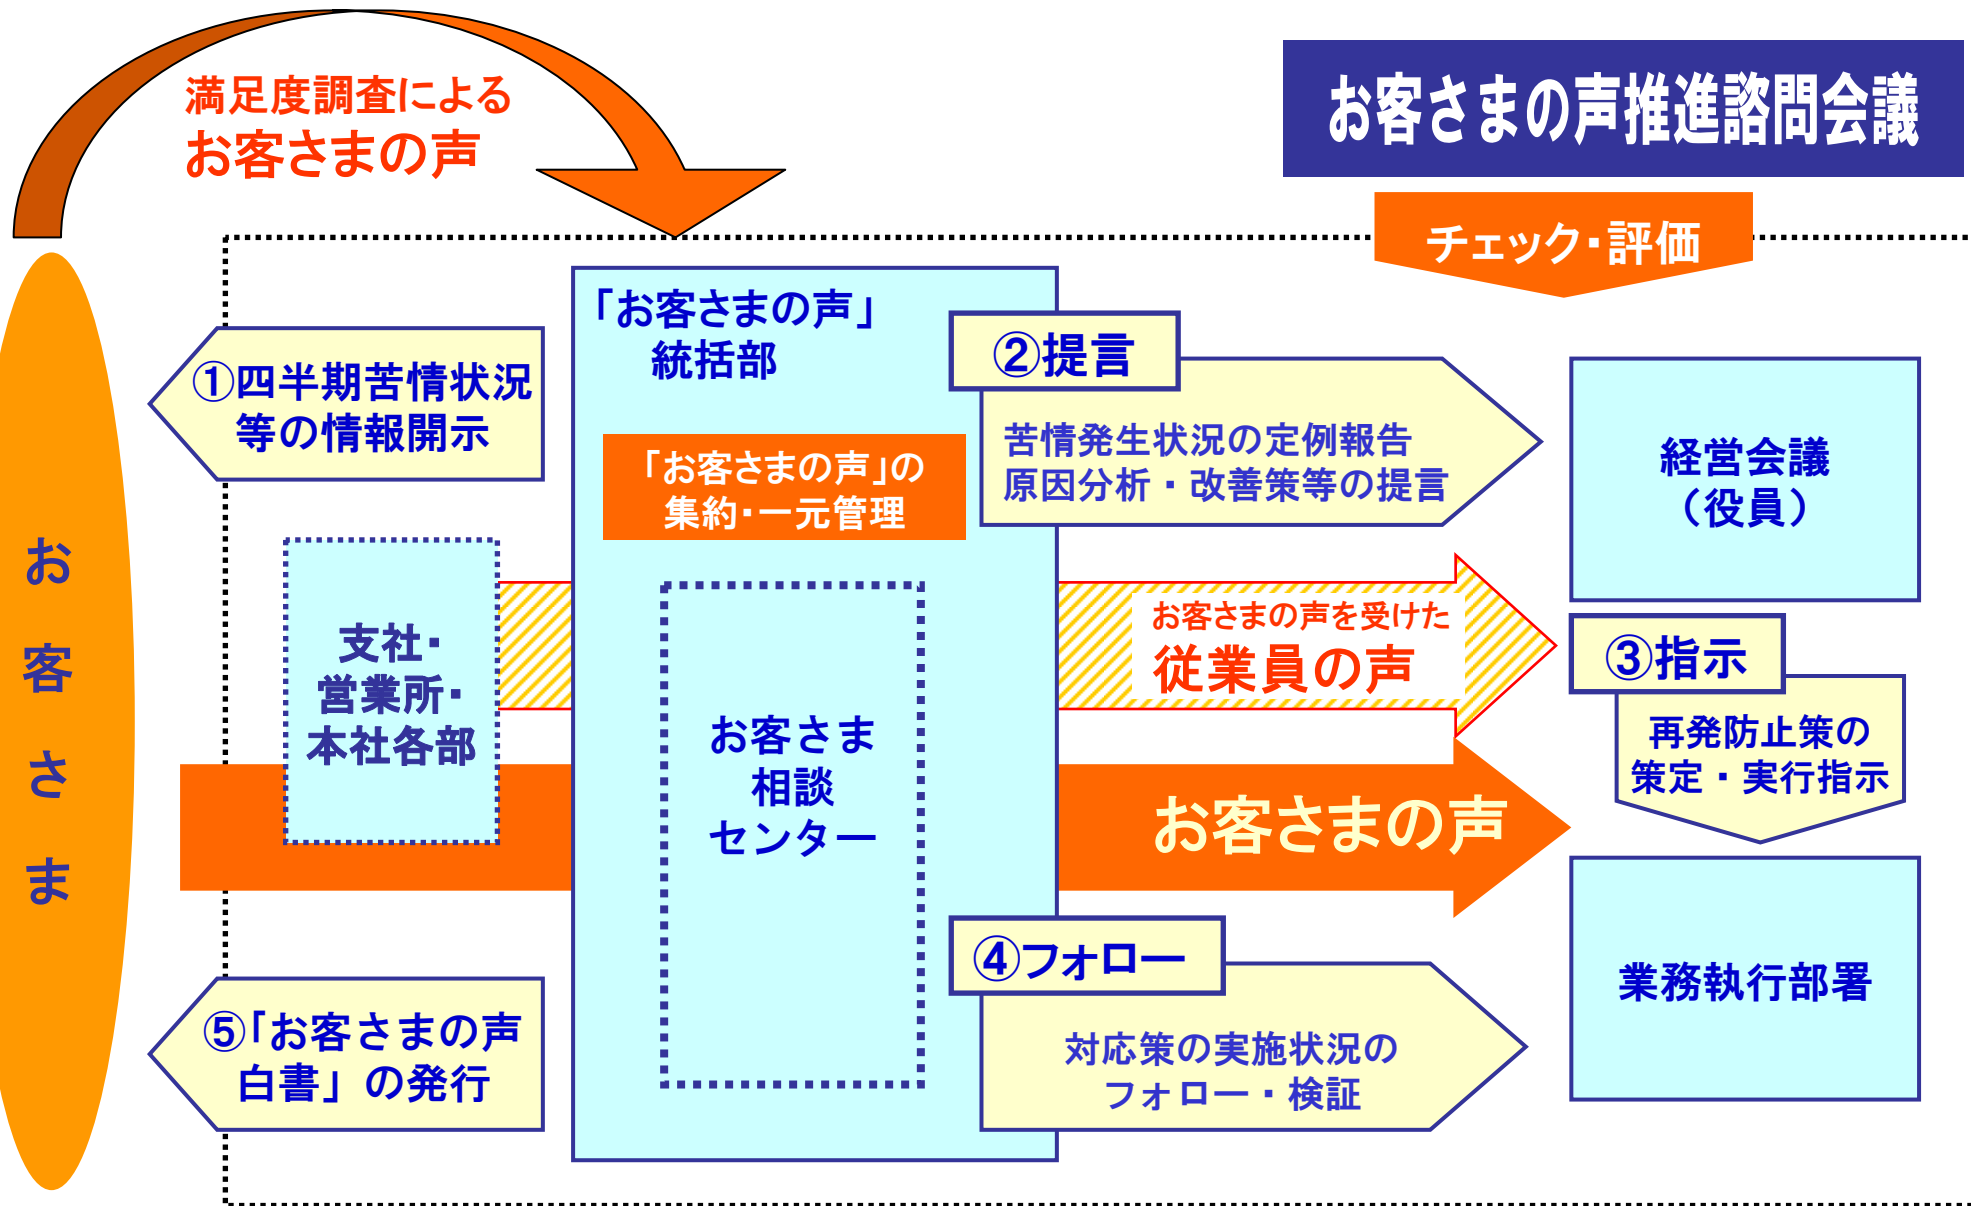 満足度調査による
お客さまの声
お客さまの声推進諮問会議
チェック・評価
お客さま
①四半期苦情状況
等の情報開示
「お客さまの声」
統括部
「お客さまの声」の
集約・一元管理
②提言
苦情発生状況の定例報告
原因分析・改善策等の提言
経営会議
（役員）
支社・
営業所・
本社各部
お客さま
相談
センター
お客さまの声を受けた
従業員の声
お客さまの声
③指示
再発防止策の
策定・実行指示
④フォロー
対応策の実施状況の
フォロー・検証
業務執行部署
⑤「お客さまの声
白書」の発行